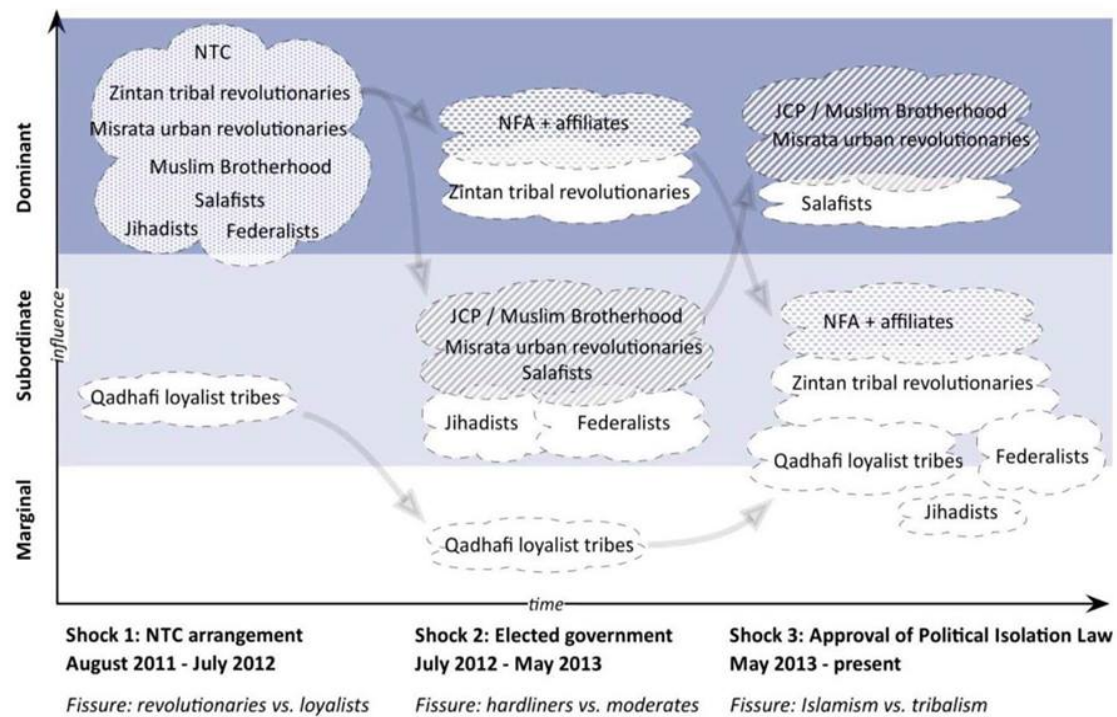 Dominant
Subordinate
Marginal
influence
NTC
Zintan tribal revolutionaries
Misrata urban revolutionaries
Muslim Brotherhood
Salafists
Jihadists
Federalists
Qadhafi loyalist tribes
NFA + affiliates
Zintan tribal revolutionaries
JCP / Muslim Brotherhood
Misrata urban revolutionaries
Salafists
Jihadists
Federalists
Qadhafi loyalist tribes
JCP / Muslim Brotherhood
Misrata urban revolutionaries
Salafists
NFA + affiliates
Zintan tribal revolutionaries
Qadhafi loyalist tribes
Federalists
Jihadists
time
Shock 1: NTC arrangement
August 2011 - July 2012
Fissure: revolutionaries vs. loyalists
Shock 2: Elected government
July 2012 - May 2013
Fissure: hardliners vs. moderates
Shock 3: Approval of Political Isolation Law
May 2013 - present
Fissure: Islamism vs. tribalism